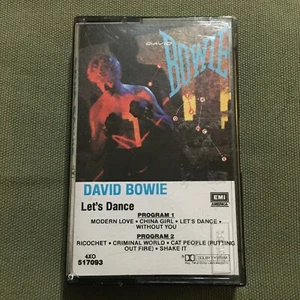 DAVID
BOWIE
DAVID BOWIE
Let's Dance
EMI
AMERICA
PROGRAM 1
MODERN LOVE • CHINA GIRL • LET'S DANCE •
WITHOUT YOU
PROGRAM 2
RICOCHET • CRIMINAL WORLD • CAT PEOPLE (PUTTING
OUT FIRE) • SHAKE IT
4XO
517093
DOLBY SYSTEM